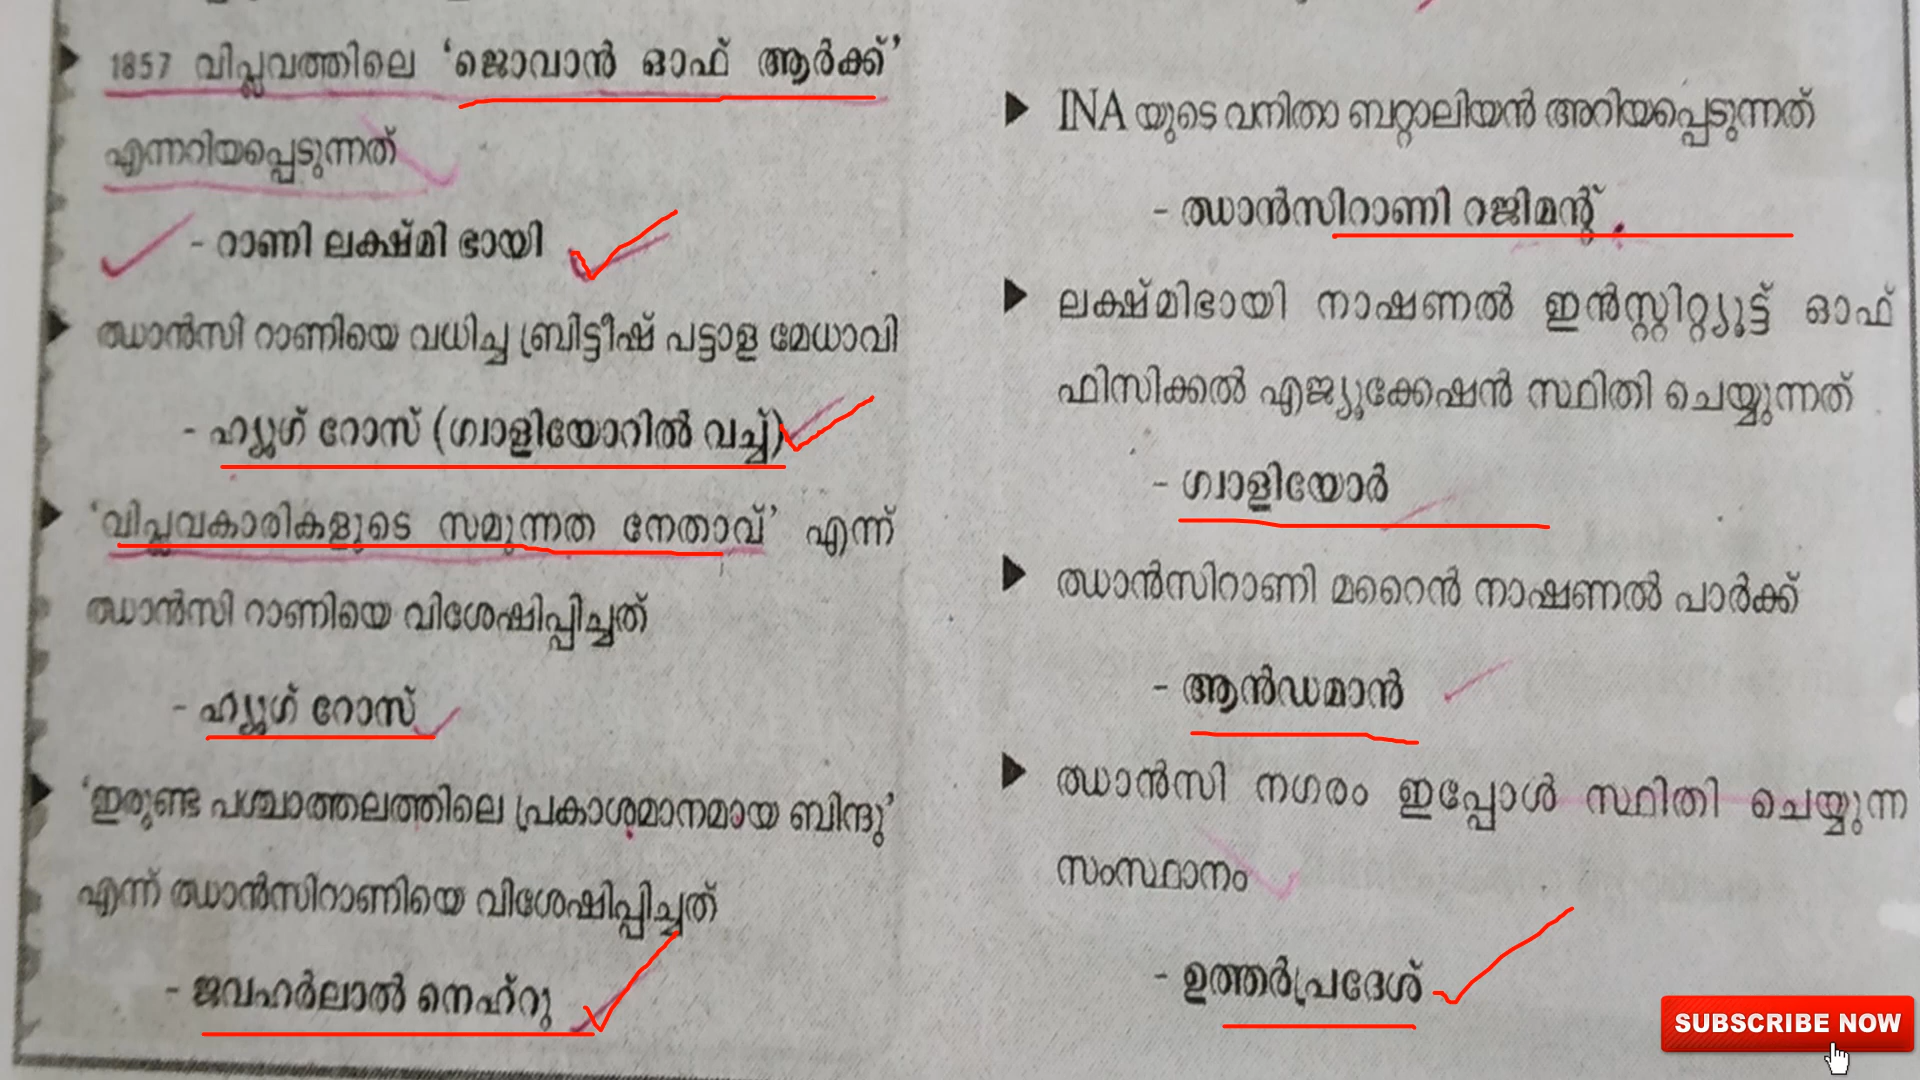 1857 വിപ്ലവത്തിലെ ‘ജൊവാൻ ഓഫ് ആർക്ക്’
എന്നറിയപ്പെടുന്നത്
- റാണി ലക്ഷ്മി ഭായി
ഝാൻസി റാണിയെ വധിച്ച ബ്രിട്ടീഷ് പട്ടാള മേധാവി
- ഹ്യൂഗ് റോസ് (ഗ്വാളിയോറിൽ വച്ച്)
‘വിപ്ലവകാരികളുടെ സമുന്നത നേതാവ്’ എന്ന്
ഝാൻസി റാണിയെ വിശേഷിപ്പിച്ചത്
- ഹ്യൂഗ് റോസ്
‘ഇരുണ്ട പശ്ചാത്തലത്തിലെ പ്രകാശമാനമായ ബിന്ദു’
എന്ന് ഝാൻസിറാണിയെ വിശേഷിപ്പിച്ചത്
- ജവഹർലാൽ നെഹ്റു
INA യുടെ വനിതാ ബറ്റാലിയൻ അറിയപ്പെടുന്നത്
- ഝാൻസിറാണി റജിമന്റ്
ലക്ഷ്മിഭായി നാഷണൽ ഇൻസ്റ്റിറ്റ്യൂട്ട് ഓഫ്
ഫിസിക്കൽ എജ്യൂക്കേഷൻ സ്ഥിതി ചെയ്യുന്നത്
- ഗ്വാളിയോർ
ഝാൻസിറാണി മറൈൻ നാഷണൽ പാർക്ക്
- ആൻഡമാൻ
ഝാൻസി നഗരം ഇപ്പോൾ സ്ഥിതി ചെയ്യുന്ന
സംസ്ഥാനം
- ഉത്തർപ്രദേശ്
SUBSCRIBE NOW